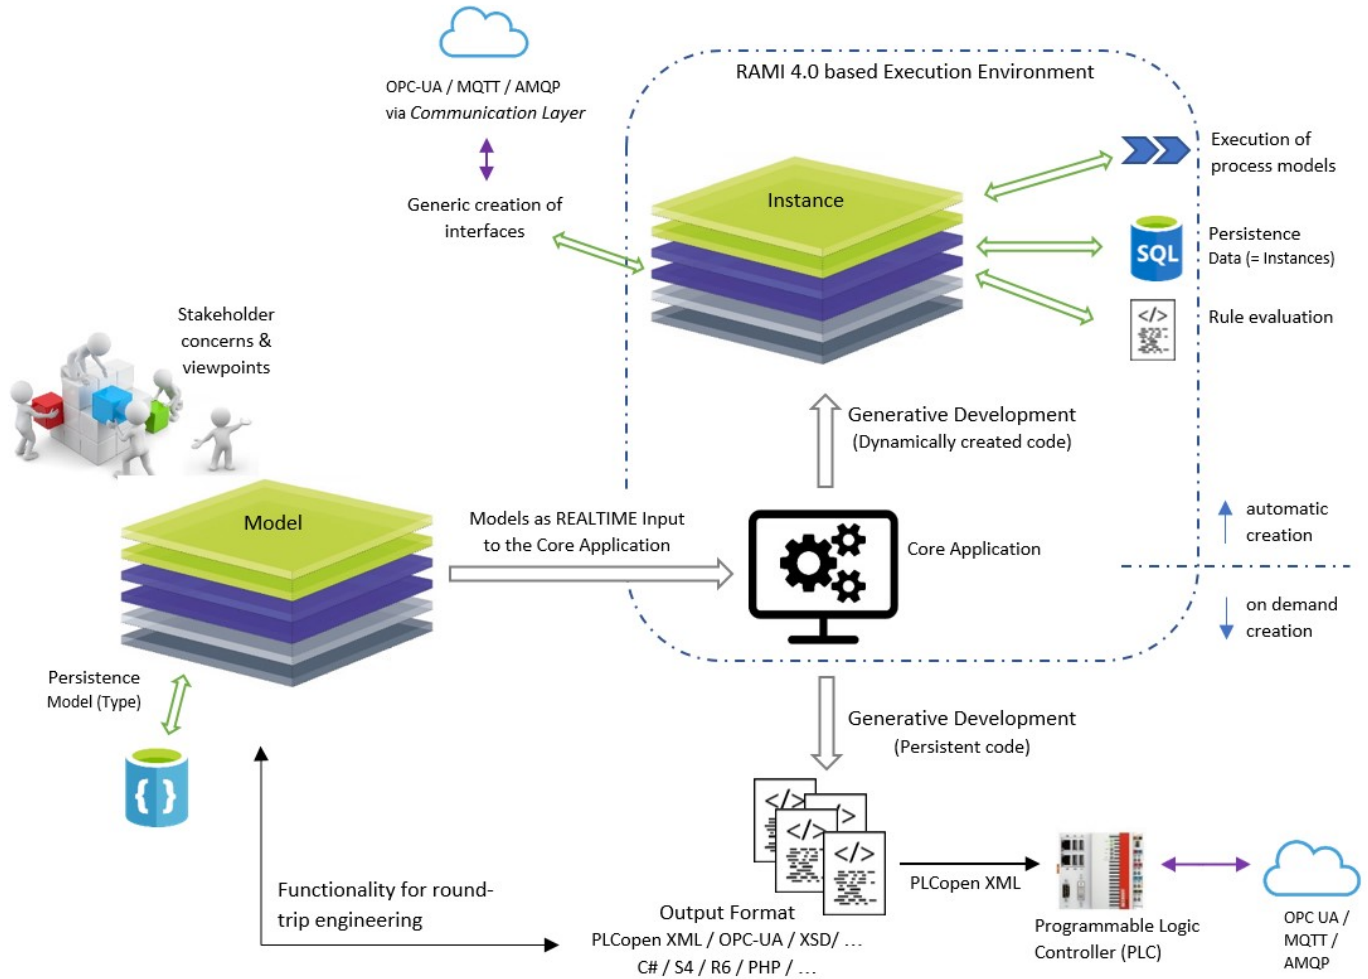 OPC-UA / MQTT / AMQP
via Communication Layer
Generic creation of
interfaces
RAMI 4.0 based Execution Environment
Instance
Execution of
process models
SQL
Persistence
Data (= Instances)
</>
Rule evaluation
Stakeholder
concerns &
viewpoints
Generative Development
(Dynamically created code)
Model
Models as REALTIME Input
to the Core Application
Core Application
automatic
creation
on demand
creation
Persistence
Model (Type)
{ }
Generative Development
(Persistent code)
</>
/>
</>
</>
Functionality for round-
trip engineering
Output Format
PLCopen XML / OPC-UA / XSD/ ...
C# / S4 / R6 / PHP / ...
PLCopen XML
Programmable Logic
Controller (PLC)
OPC UA /
MQTT /
AMQP